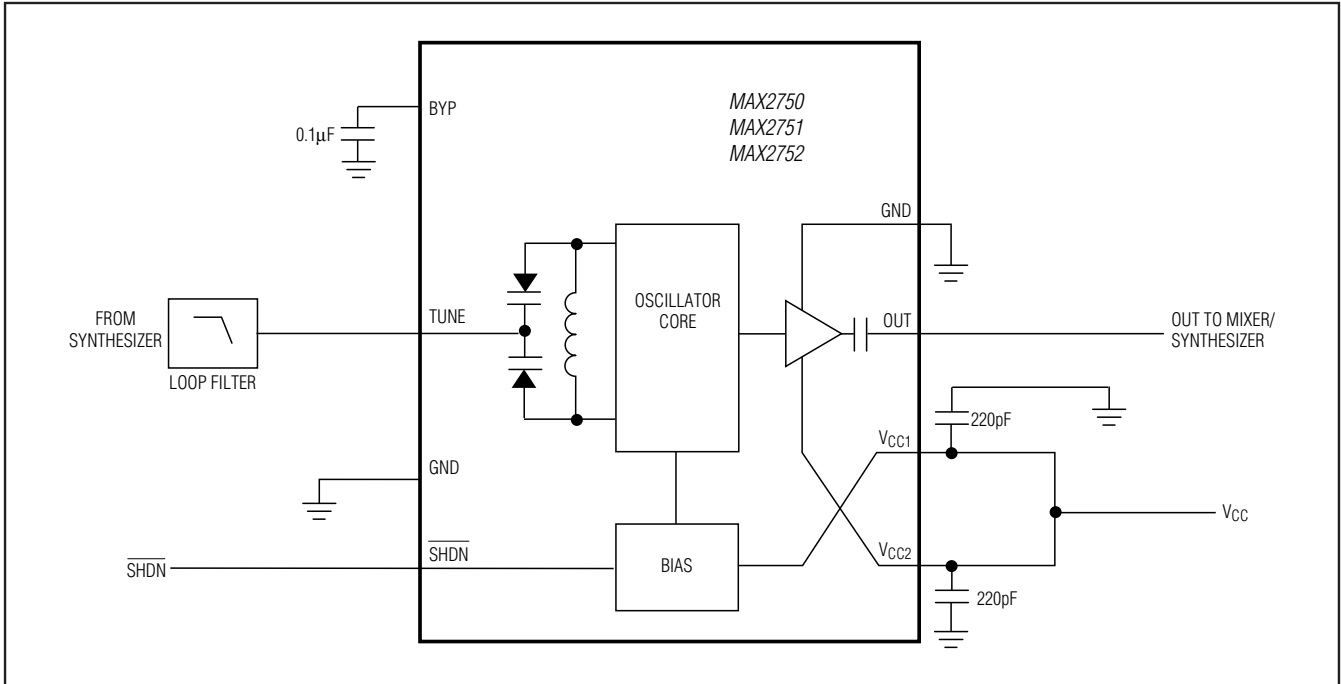 BYP
MAX2750
MAX2751
MAX2752
0.1μF
GND
FROM
SYNTHESIZER
LOOP FILTER
TUNE
OSCILLATOR
CORE
OUT
OUT TO MIXER/
SYNTHESIZER
220pF
VCC1
GND
VCC
SHDN
SHDN
BIAS
VCC2
220pF